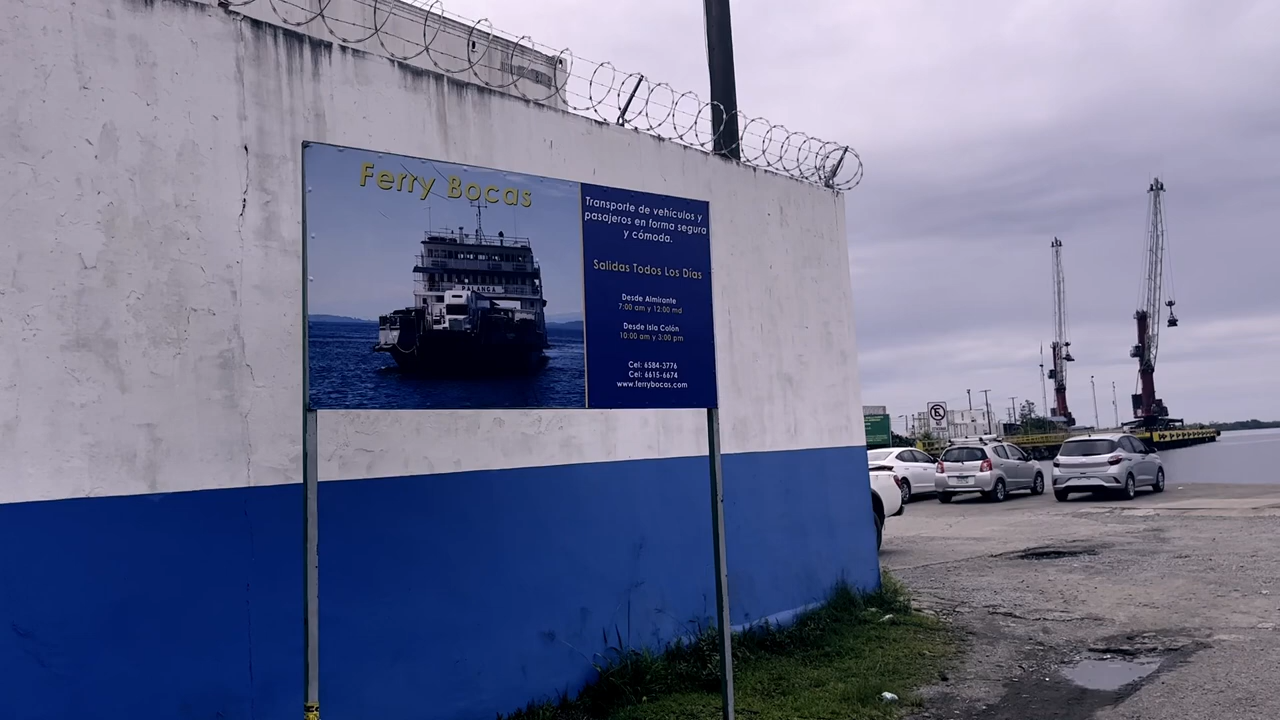 Ferry Bocas
PALANGA
Transporte de vehículos y
pasajeros en forma segura
y cómoda.
Salidas Todos Los Días
Desde Almirante
7:00 am y 12:00 md
Desde Isla Colón
10:00 am y 3:00 pm
Cel: 6584-3776
Cel: 6615-6674
www.ferrybocas.com
E